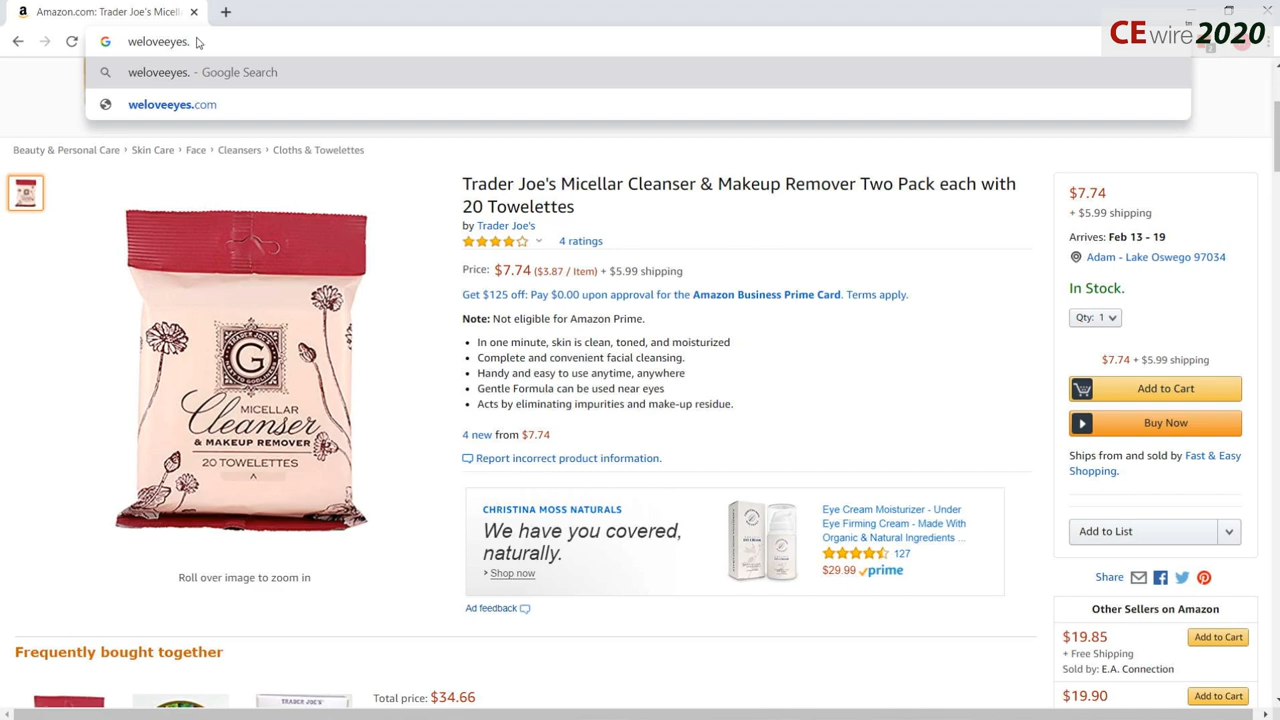 Amazon.com: Trader Joe's Micell
CEwire™2020
weloveeyes.
weloveeyes. - Google Search
weloveeyes.com
Beauty & Personal Care › Skin Care › Face › Cleansers › Cloths & Towelettes
Trader Joe's Micellar Cleanser & Makeup Remover Two Pack each with
20 Towelettes
by Trader Joe's
4 ratings
Price: $7.74 ($3.87 / Item) + $5.99 shipping
Get $125 off: Pay $0.00 upon approval for the Amazon Business Prime Card. Terms apply.
Note: Not eligible for Amazon Prime.
• In one minute, skin is clean, toned, and moisturized
• Complete and convenient facial cleansing.
• Handy and easy to use anytime, anywhere
• Gentle Formula can be used near eyes
• Acts by eliminating impurities and make-up residue.
4 new from $7.74
Report incorrect product information.
G
MICELLAR
Cleanser
& MAKEUP REMOVER
20 TOWELETTES
Roll over image to zoom in
CHRISTINA MOSS NATURALS
We have you covered,
naturally.
› Shop now
Eye Cream Moisturizer - Under
Eye Firming Cream - Made With
Organic & Natural Ingredients ...
127
$29.99 prime
Ad feedback
$7.74
+ $5.99 shipping
Arrives: Feb 13 - 19
Adam - Lake Oswego 97034
In Stock.
Qty: 1
$7.74 + $5.99 shipping
Add to Cart
Buy Now
Ships from and sold by Fast & Easy
Shopping.
Add to List
Share
Other Sellers on Amazon
$19.85
Add to Cart
+ Free Shipping
Sold by: E.A. Connection
$19.90
Add to Cart
Frequently bought together
TRADER JOE'S
Total price: $34.66